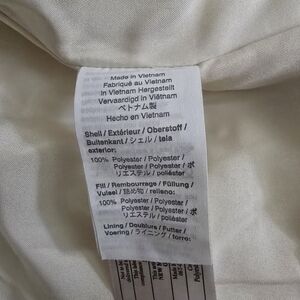 Made in Vietnam
Fabriqué au Vietnam
In Vietnam Hergestellt
Vervaardigd in Vietnam
ベトナム製
Hecho en Vietnam
Shell / Extérieur / Oberstoff /
Buitenkant / シェル / tela
exterior:
100% Polyester / Polyester /
Polyester / Polyester / ポ
リエステル / poliéster
Fill / Rembourrage / Füllung /
Vulsel / 詰め物 / relleno:
100% Polyester / Polyester /
Polyester / Polyester / ポ
リエステル / poliéster
Lining / Doublure / Futter /
Voering / ライニング / forro: